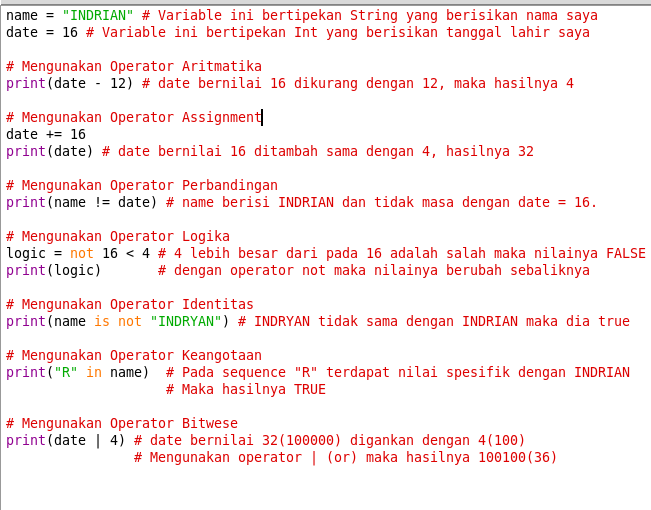 name = "INDRIAN" # Variable ini bertipekan String yang berisikan nama saya
date = 16 # Variable ini bertipekan Int yang berisikan tanggal lahir saya
# Mengunakan Operator Aritmatika
print(date - 12) # date bernilai 16 dikurang dengan 12, maka hasilnya 4
# Mengunakan Operator Assignment
date += 16
print(date) # date bernilai 16 ditambah sama dengan 4, hasilnya 32
# Mengunakan Operator Perbandingan
print(name != date) # name berisi INDRIAN dan tidak masa dengan date = 16.
# Mengunakan Operator Logika
logic = not 16 < 4 # 4 lebih besar dari pada 16 adalah salah maka nilainya FALSE
print(logic)       # dengan operator not maka nilainya berubah sebaliknya
# Mengunakan Operator Identitas
print(name is not "INDRYAN") # INDRYAN tidak sama dengan INDRIAN maka dia true
# Mengunakan Operator Keangotaan
print("R" in name)  # Pada sequence "R" terdapat nilai spesifik dengan INDRIAN
# Maka hasilnya TRUE
# Mengunakan Operator Bitwese
print(date | 4) # date bernilai 32(100000) digankan dengan 4(100)
# Mengunakan operator | (or) maka hasilnya 100100(36)